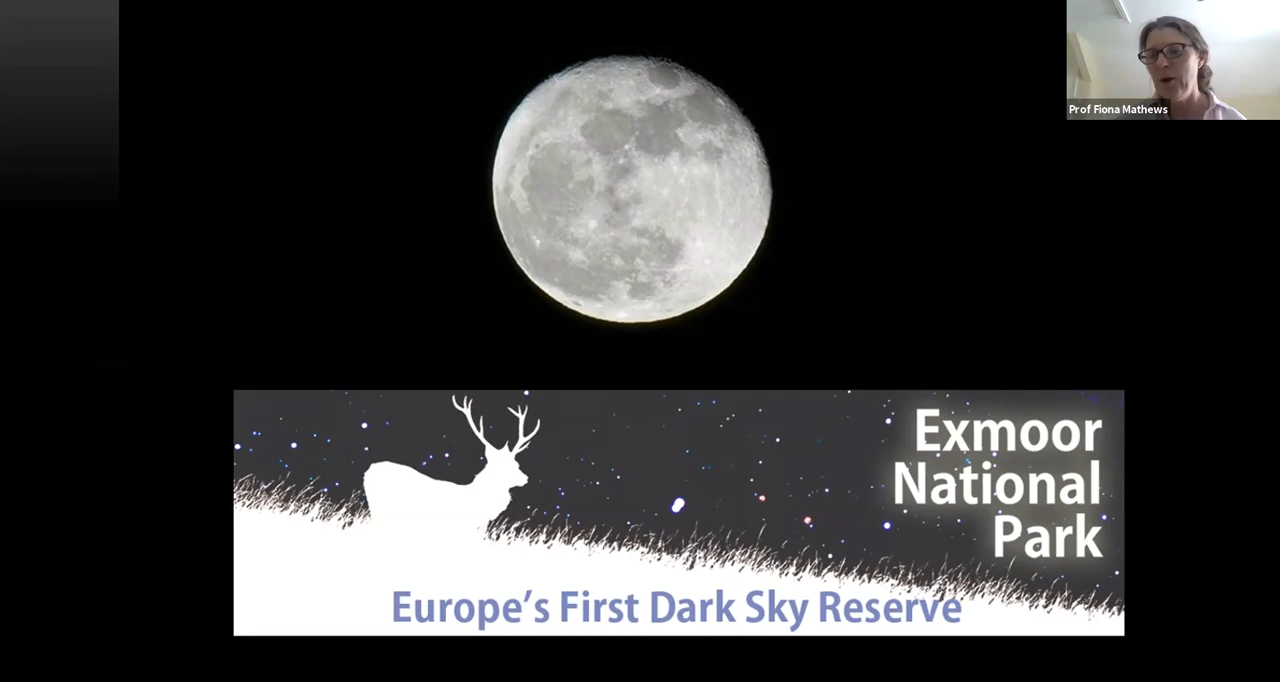 Prof Fiona Mathews
Exmoor
National
Park
Europe's First Dark Sky Reserve